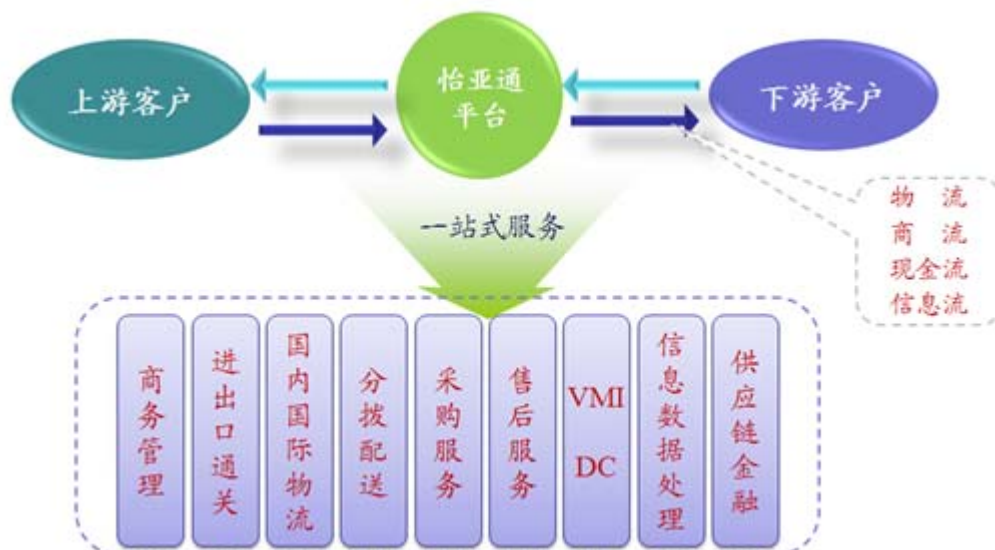 上游客户
怡亚通
平台
下游客户
物 流
商 流
现金流
信息流
一站式服务
商务管理
进出口通关
国内国际物流
分拨配送
采购服务
售后服务
VMI
DC
信息数据处理
供应链金融